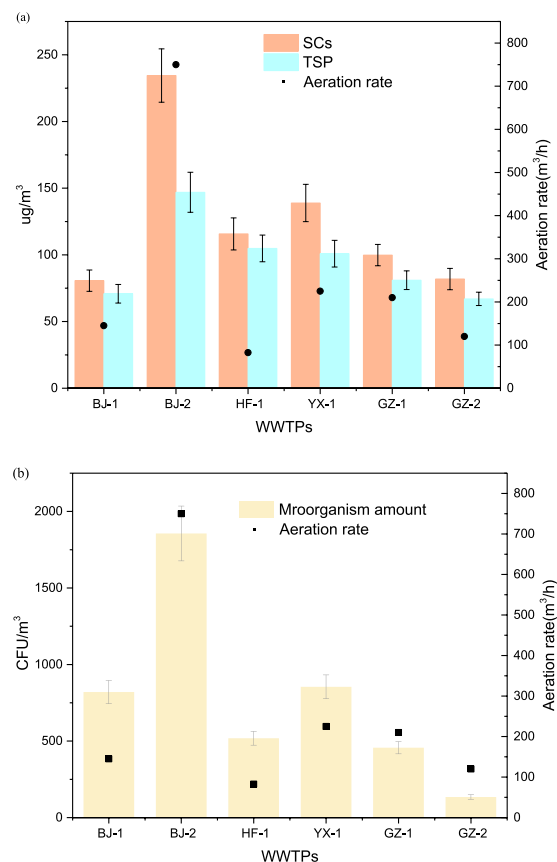 (a)
SCs
TSP
Aeration rate
250
200
150
100
50
0
ug/m³
800
700
600
500
400
300
200
100
0
Aeration rate(m³/h)
BJ-1 BJ-2 HF-1 YX-1 GZ-1 GZ-2
WWTPs
(b)
Mroorganism amount
Aeration rate
2000
1500
1000
500
0
CFU/m³
800
700
600
500
400
300
200
100
0
Aeration rate(m³/h)
BJ-1 BJ-2 HF-1 YX-1 GZ-1 GZ-2
WWTPs